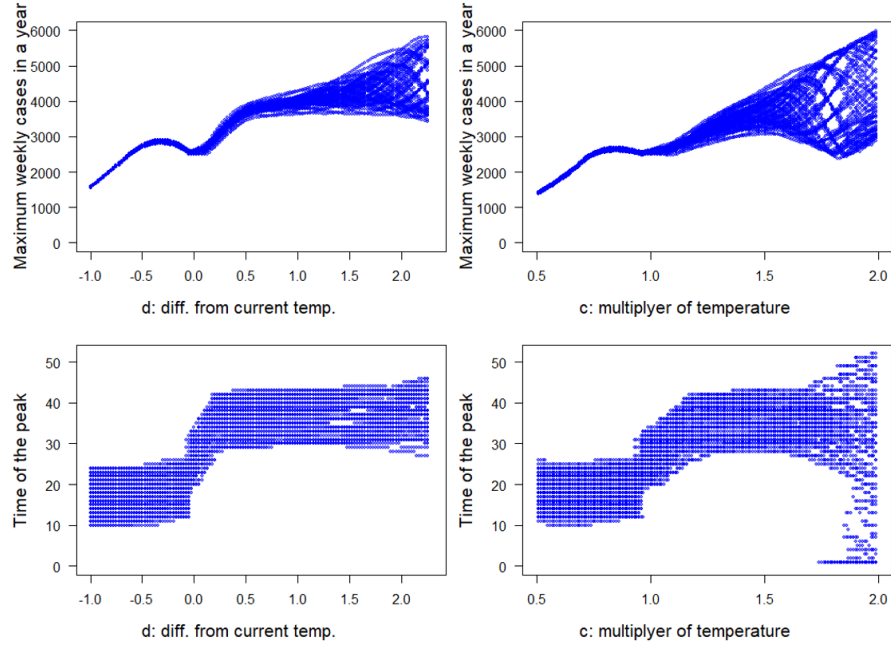 Maximum weekly cases in a year
6000
5000
4000
3000
2000
1000
0
-1.0 -0.5 0.0 0.5 1.0 1.5 2.0
d: diff. from current temp.
Maximum weekly cases in a year
6000
5000
4000
3000
2000
1000
0
0.5 1.0 1.5 2.0
c: multiplyer of temperature
Time of the peak
50
40
30
20
10
0
-1.0 -0.5 0.0 0.5 1.0 1.5 2.0
d: diff. from current temp.
Time of the peak
50
40
30
20
10
0
0.5 1.0 1.5 2.0
c: multiplyer of temperature